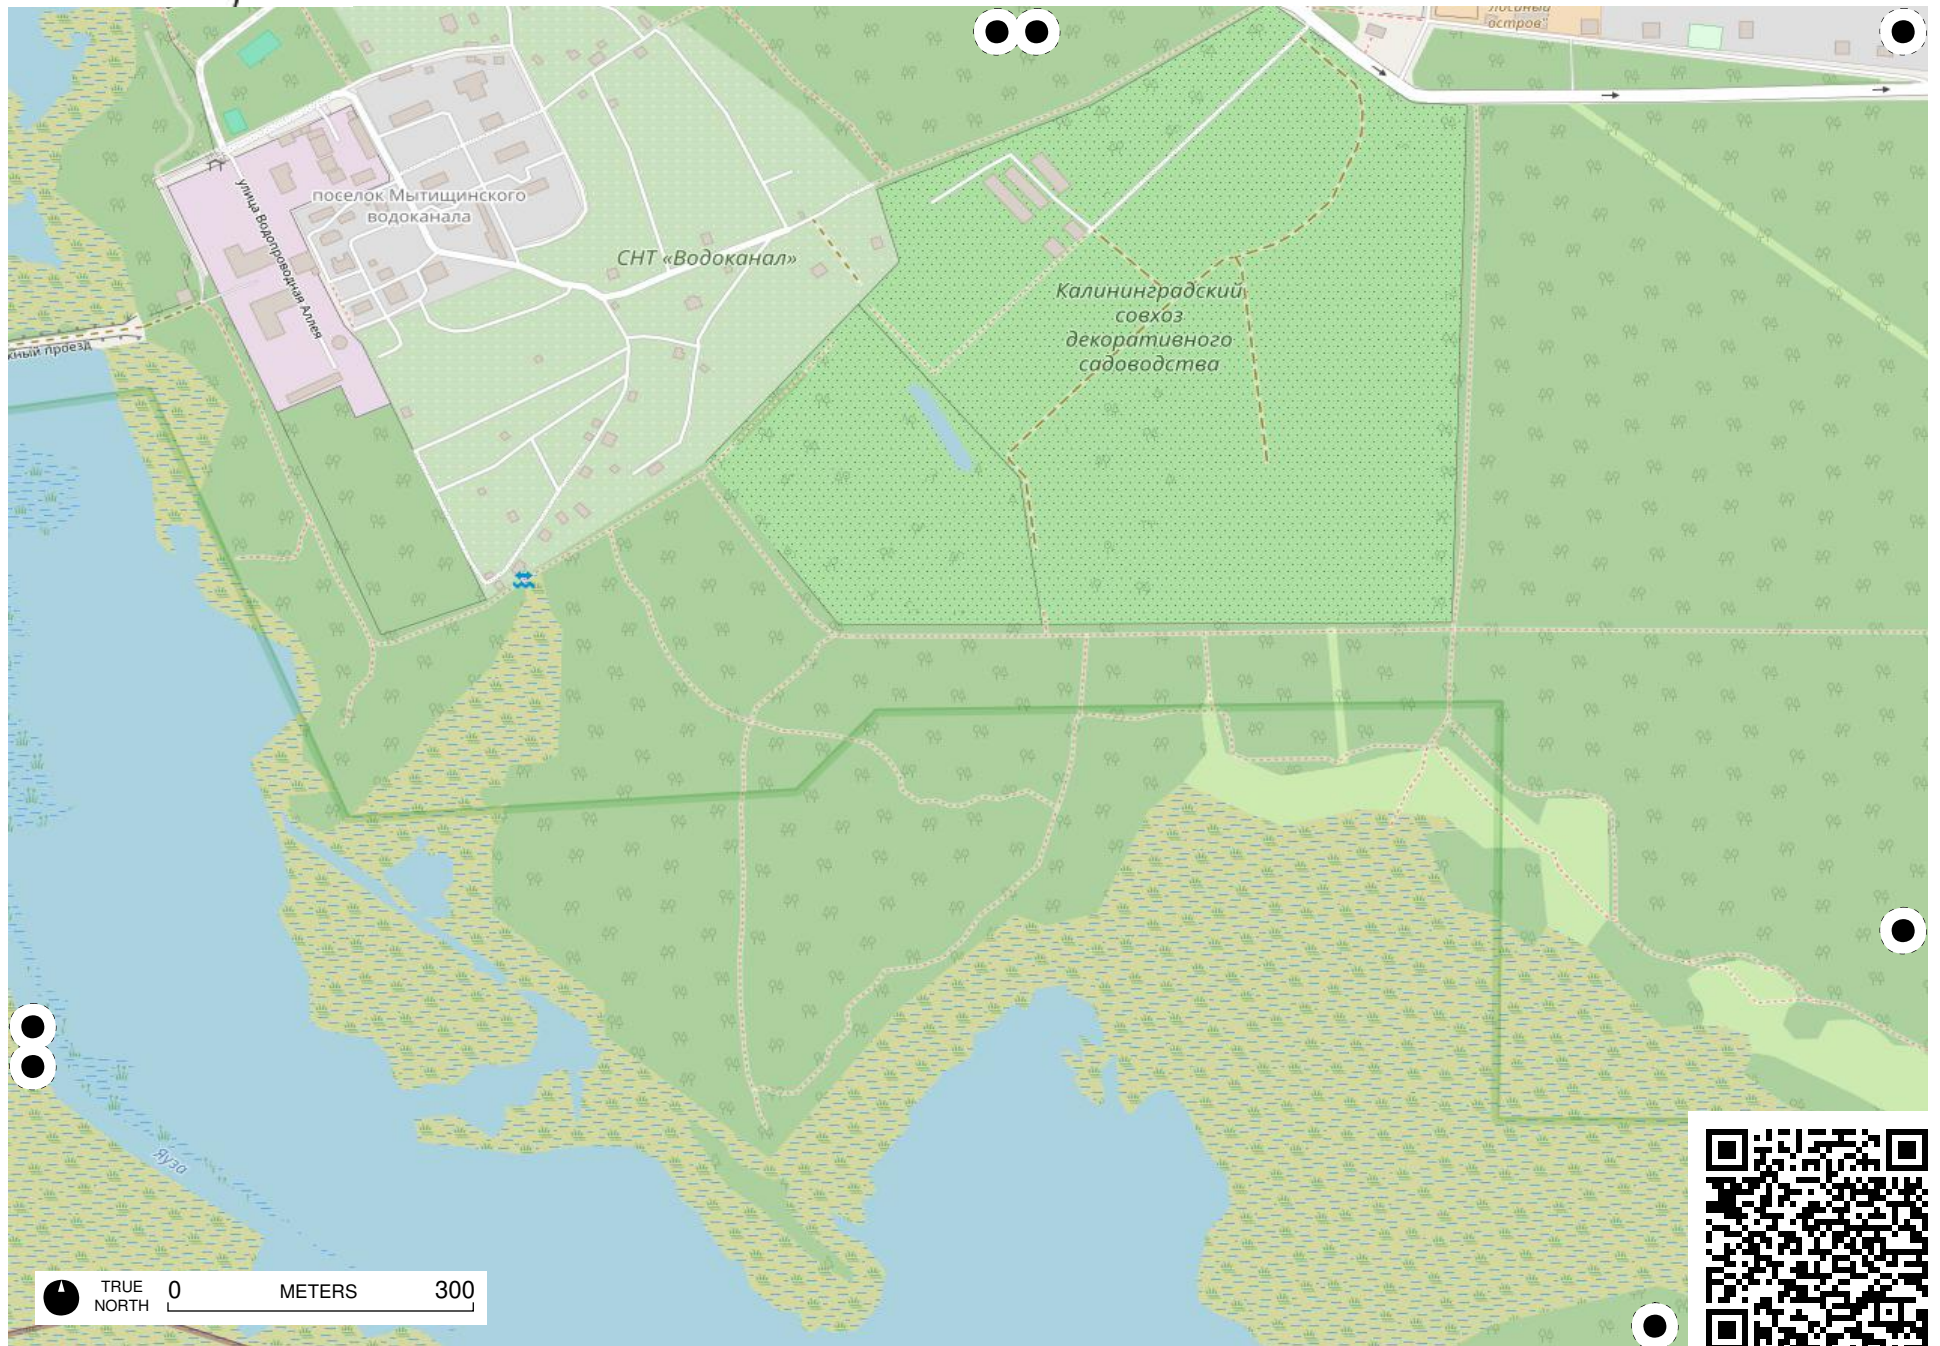 лосиный
остров"
поселок Мытищинского
водоканала
улица Водопроводная Аллея
СНТ «Водоканал»
Калининградский
совхоз
декоративного
садоводства
проезд
Яуза
TRUE
NORTH
0 METERS 300